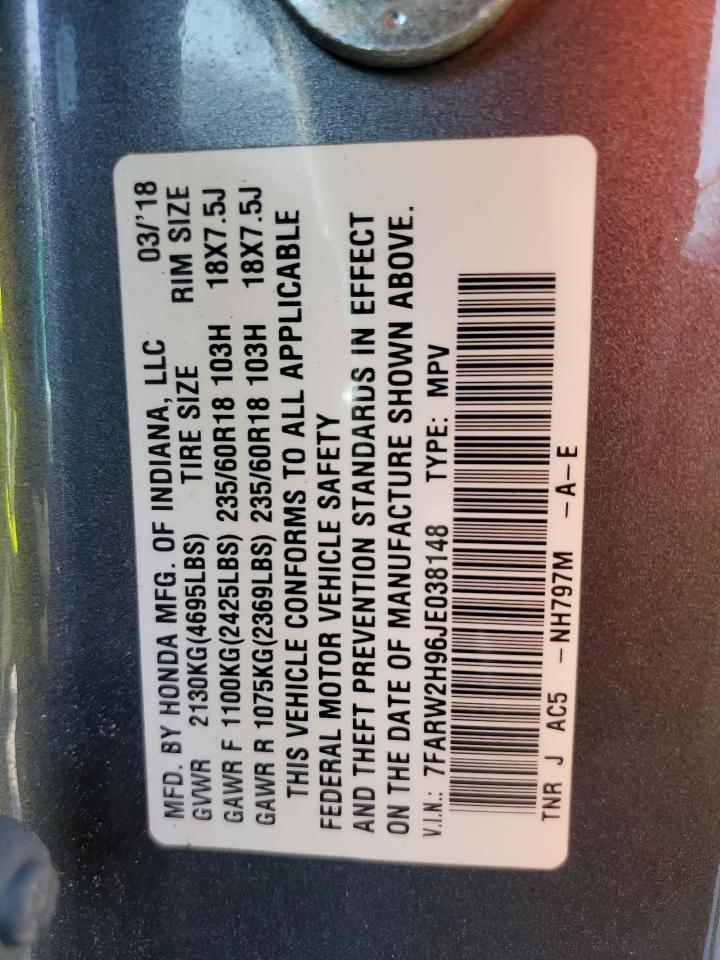 MFD. BY HONDA MFG. OF INDIANA, LLC 03/'18
GVWR 2130KG(4695LBS) TIRE SIZE RIM SIZE
GAWR F 1100KG(2425LBS) 235/60R18 103H 18X7.5J
GAWR R 1075KG(2369LBS) 235/60R18 103H 18X7.5J
THIS VEHICLE CONFORMS TO ALL APPLICABLE
FEDERAL MOTOR VEHICLE SAFETY
AND THEFT PREVENTION STANDARDS IN EFFECT
ON THE DATE OF MANUFACTURE SHOWN ABOVE.
V.I.N.: 7FARW2H96JE038148 TYPE: MPV
TNR J AC5 -NH797M -A-E